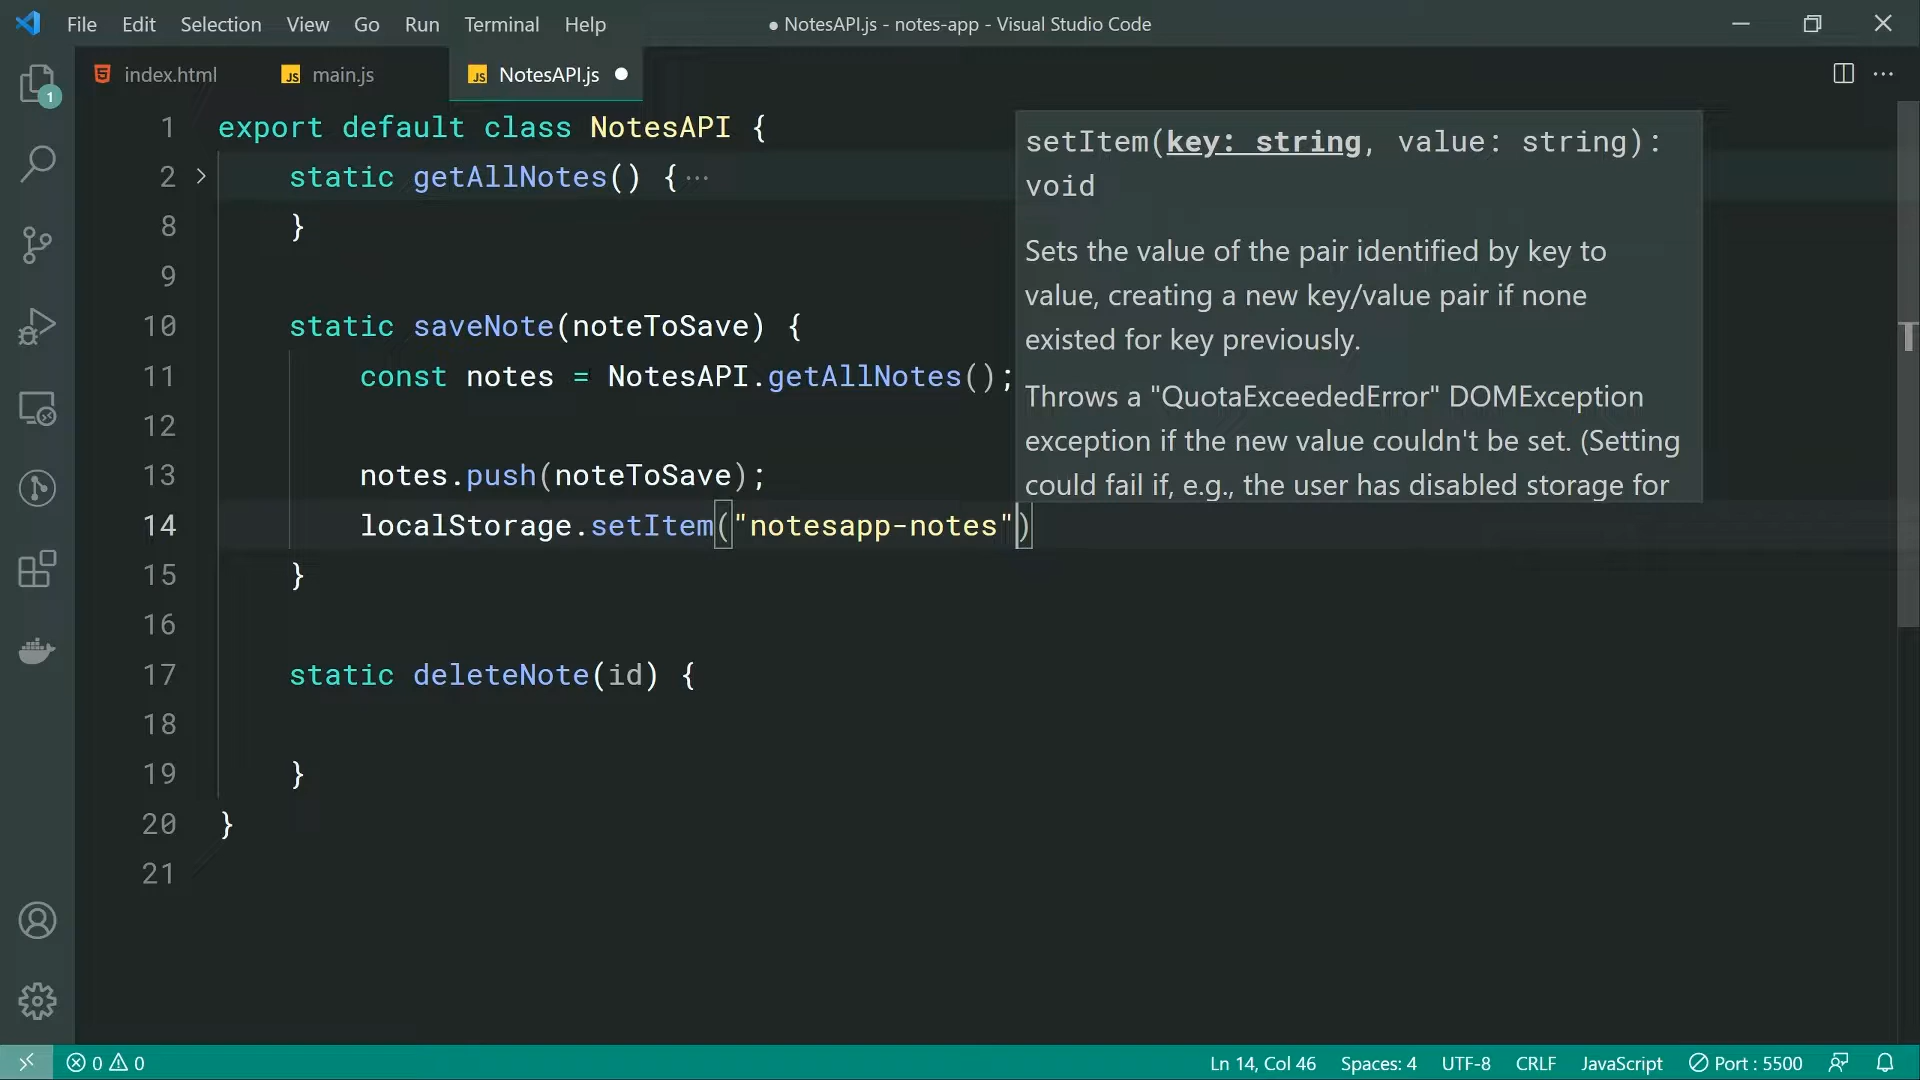 File Edit Selection View Go Run Terminal Help ● NotesAPI.js - notes-app - Visual Studio Code
index.html JS main.js JS NotesAPI.js ●
1
1 export default class NotesAPI {
2 static getAllNotes() {···
8 }
9
10 static saveNote(noteToSave) {
11 const notes = NotesAPI.getAllNotes();
12
13 notes.push(noteToSave);
14 localStorage.setItem("notesapp-notes")
15 }
16
17 static deleteNote(id) {
18
19 }
20 }
21
setItem(key: string, value: string):
void
Sets the value of the pair identified by key to
value, creating a new key/value pair if none
existed for key previously.
Throws a "QuotaExceededError" DOMException
exception if the new value couldn't be set. (Setting
could fail if, e.g., the user has disabled storage for
0 0 Ln 14, Col 46 Spaces: 4 UTF-8 CRLF JavaScript Port : 5500